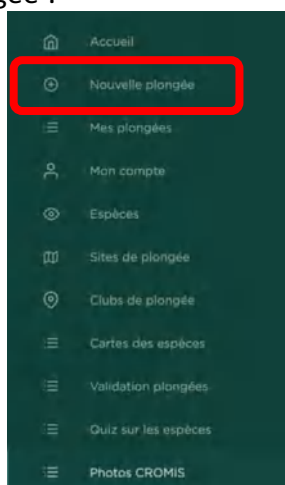 Accueil
Nouvelle plongée
Mes plongées
Mon compte
Espèces
Sites de plongée
Clubs de plongée
Cartes des espèces
Validation plongées
Quiz sur les espèces
Photos CROMIS